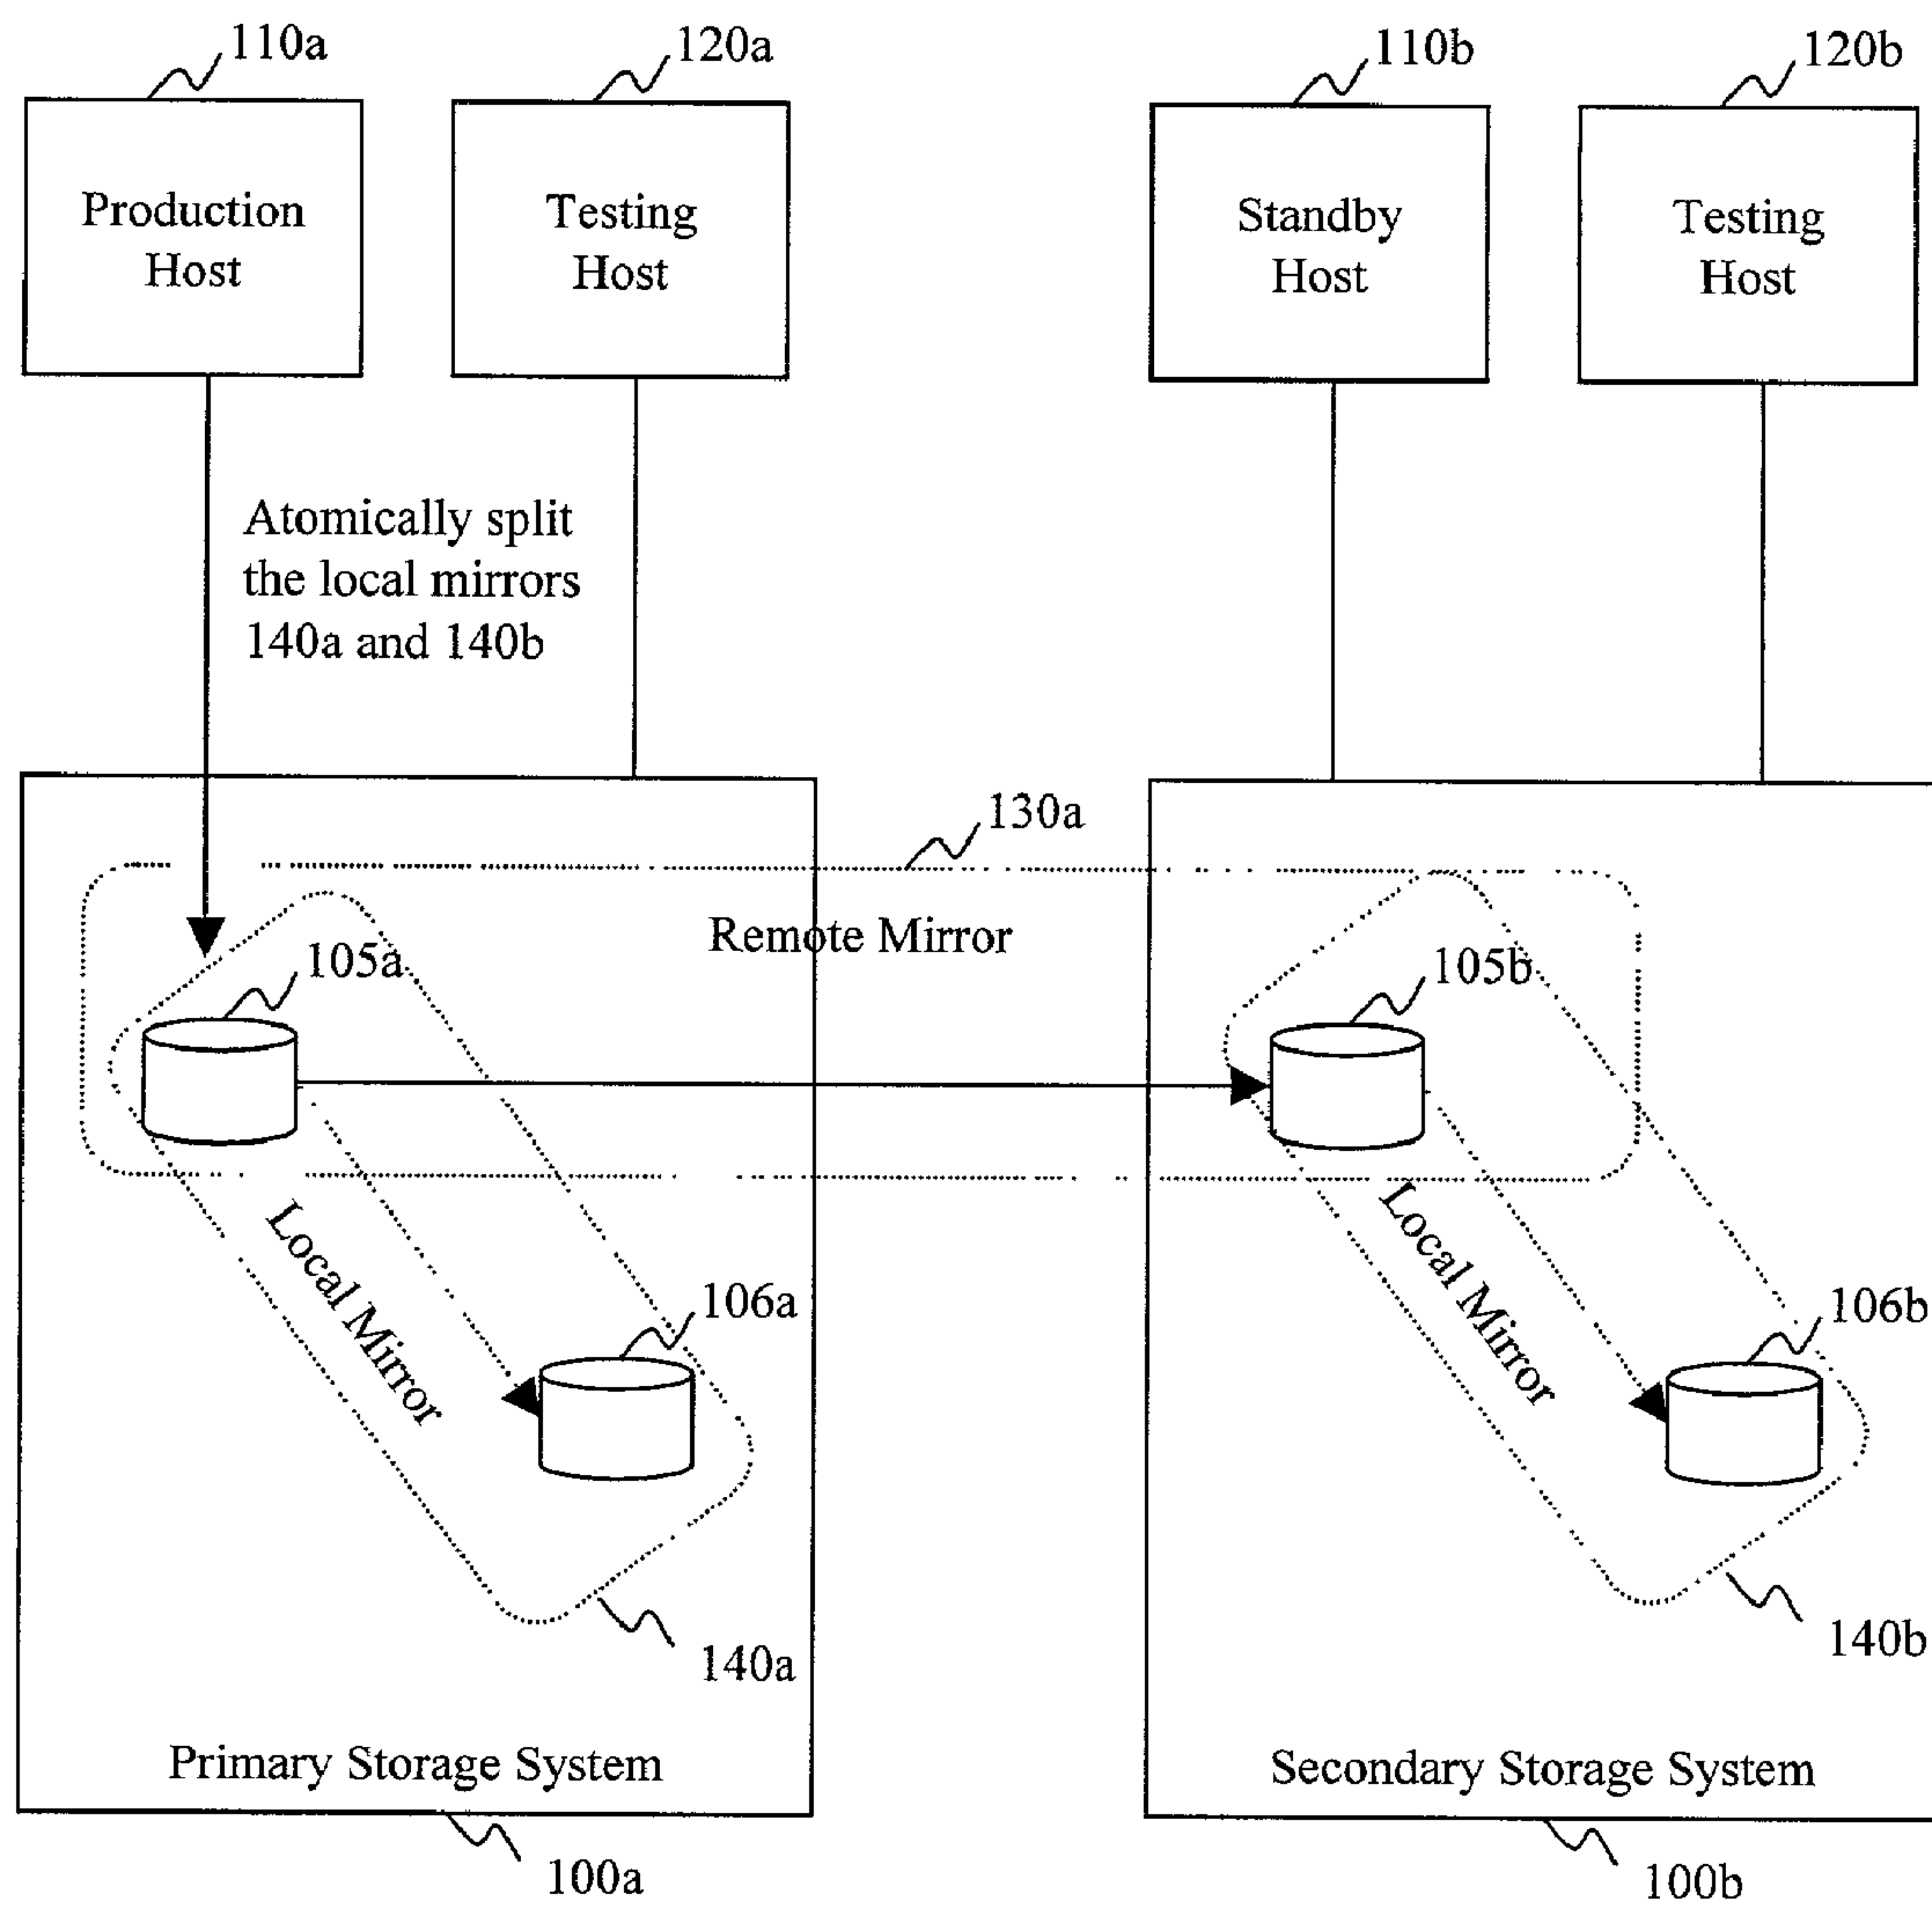 110a
120a
110b
120b
Production
Host
Testing
Host
Standby
Host
Testing
Host
Atomically split
the local mirrors
140a and 140b
130a
Remote Mirror
105a
105b
Local Mirror
Local Mirror
106a
106b
140a
140b
Primary Storage System
Secondary Storage System
100a
100b